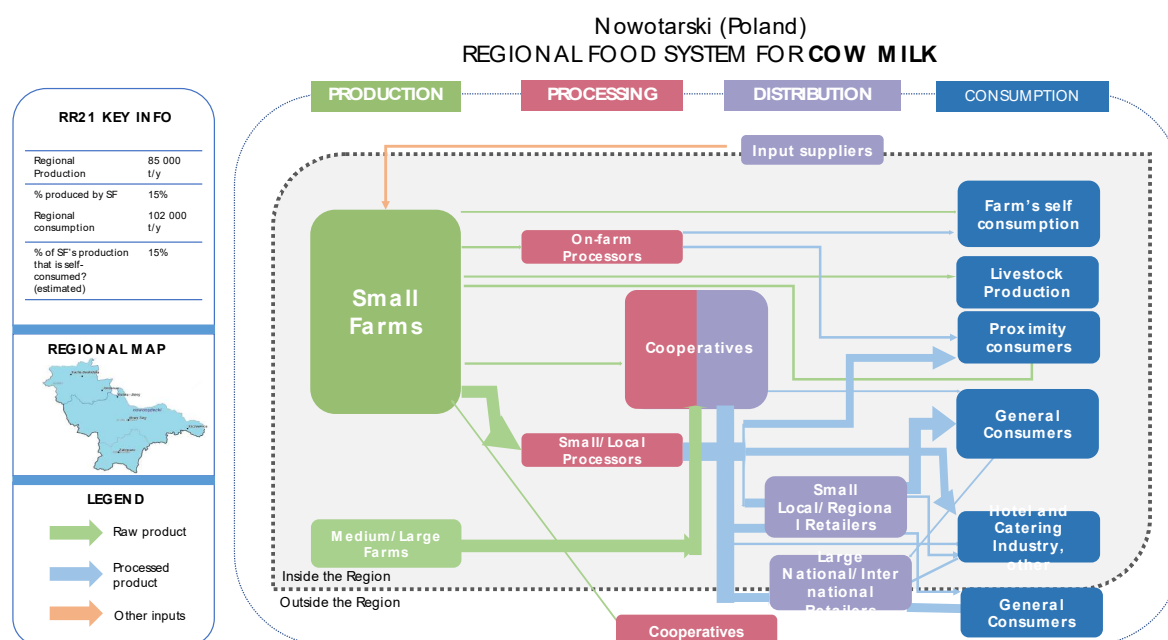 Nowotarski (Poland)
REGIONAL FOOD SYSTEM FOR COW MILK
PRODUCTION
PROCESSING
DISTRIBUTION
CONSUMPTION
RR21 KEY INFO
Regional
Production
85 000
t/y
% produced by SF
15%
Regional
consumption
102 000
t/y
% of SF's production
that is self-
consumed?
(estimated)
15%
REGIONAL MAP
LEGEND
Raw product
Processed
product
Other inputs
Input suppliers
Small
Farms
On-farm
Processors
Cooperatives
Small/ Local
Processors
Medium/ Large
Farms
Farm's self
consumption
Livestock
Production
Proximity
consumers
General
Consumers
Small
Local/ Regiona
l Retailers
Hotel and
Catering
Industry,
other
Large
National/ Inter
national
Retailers
General
Consumers
Inside the Region
Outside the Region
Cooperatives